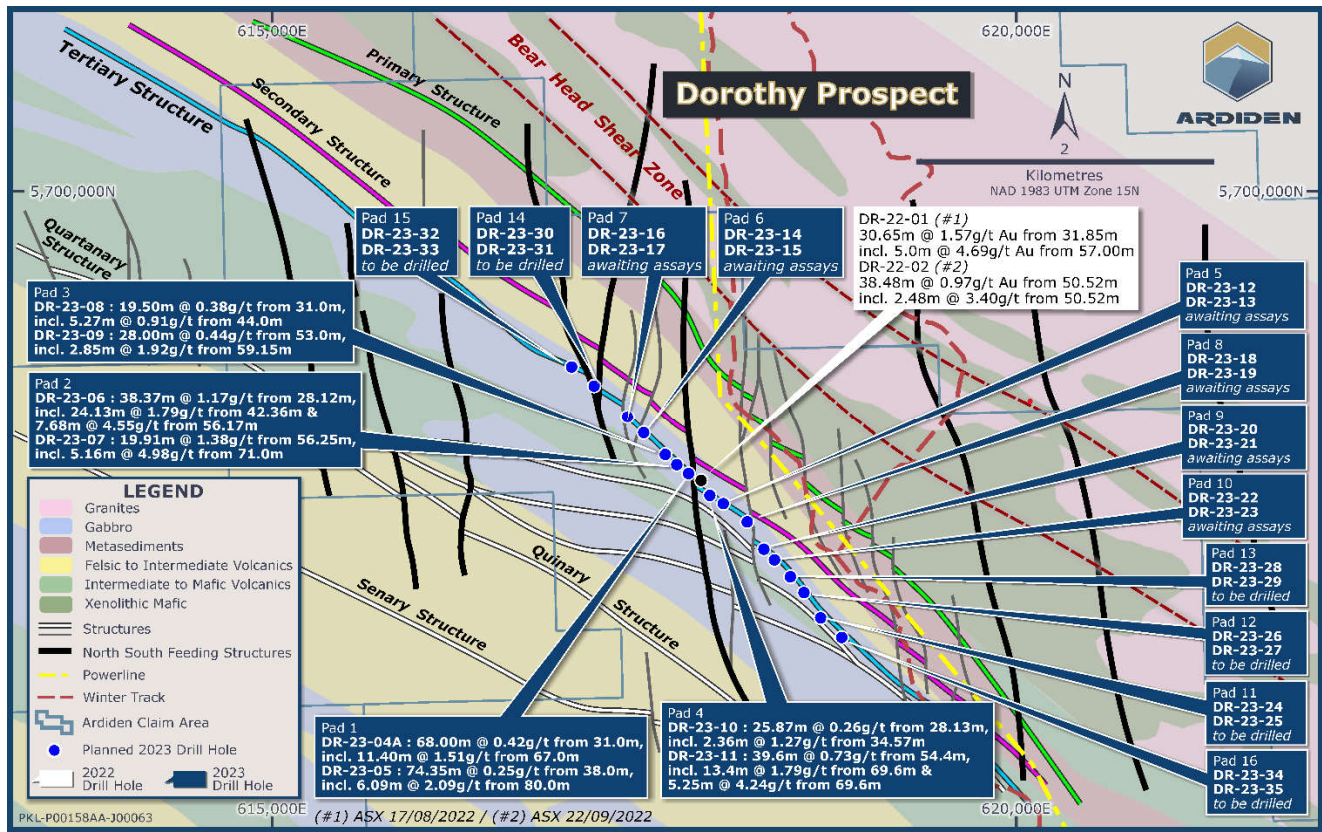 615,000E
620,000E
Dorothy Prospect
N
2
Kilometres
NAD 1983 UTM Zone 15N
ARDIDEN
5,700,000N
5,700,000N
Tertiary Structure
Secondary Structure
Primary Structure
Bear Head Shear Zone
Quartanary
Structure
Quinary
Structure
Senary Structure
Pad 15
DR-23-32
DR-23-33
to be drilled
Pad 14
DR-23-30
DR-23-31
to be drilled
Pad 7
DR-23-16
DR-23-17
awaiting assays
Pad 6
DR-23-14
DR-23-15
awaiting assays
DR-22-01 (#1)
30.65m @ 1.57g/t Au from 31.85m
incl. 5.0m @ 4.69g/t Au from 57.00m
DR-22-02 (#2)
38.48m @ 0.97g/t Au from 50.52m
incl. 2.48m @ 3.40g/t from 50.52m
Pad 5
DR-23-12
DR-23-13
awaiting assays
Pad 8
DR-23-18
DR-23-19
awaiting assays
Pad 9
DR-23-20
DR-23-21
awaiting assays
Pad 10
DR-23-22
DR-23-23
awaiting assays
Pad 13
DR-23-28
DR-23-29
to be drilled
Pad 12
DR-23-26
DR-23-27
to be drilled
Pad 11
DR-23-24
DR-23-25
to be drilled
Pad 16
DR-23-34
DR-23-35
to be drilled
Pad 3
DR-23-08 : 19.50m @ 0.38g/t from 31.0m,
incl. 5.27m @ 0.91g/t from 44.0m
DR-23-09 : 28.00m @ 0.44g/t from 53.0m,
incl. 2.85m @ 1.92g/t from 59.15m
Pad 2
DR-23-06 : 38.37m @ 1.17g/t from 28.12m,
incl. 24.13m @ 1.79g/t from 42.36m &
7.68m @ 4.55g/t from 56.17m
DR-23-07 : 19.91m @ 1.38g/t from 56.25m,
incl. 5.16m @ 4.98g/t from 71.0m
Pad 1
DR-23-04A : 68.00m @ 0.42g/t from 31.0m,
incl. 11.40m @ 1.51g/t from 67.0m
DR-23-05 : 74.35m @ 0.25g/t from 38.0m,
incl. 6.09m @ 2.09g/t from 80.0m
Pad 4
DR-23-10 : 25.87m @ 0.26g/t from 28.13m,
incl. 2.36m @ 1.27g/t from 34.57m
DR-23-11 : 39.6m @ 0.73g/t from 54.4m,
incl. 13.4m @ 1.79g/t from 69.6m &
5.25m @ 4.24g/t from 69.6m
LEGEND
Granites
Gabbro
Metasediments
Felsic to Intermediate Volcanics
Intermediate to Mafic Volcanics
Xenolithic Mafic
Structures
North South Feeding Structures
Powerline
Winter Track
Ardiden Claim Area
Planned 2023 Drill Hole
2022
Drill Hole
2023
Drill Hole
615,000E
620,000E
PKL-P00158AA-J00063
(#1) ASX 17/08/2022 / (#2) ASX 22/09/2022